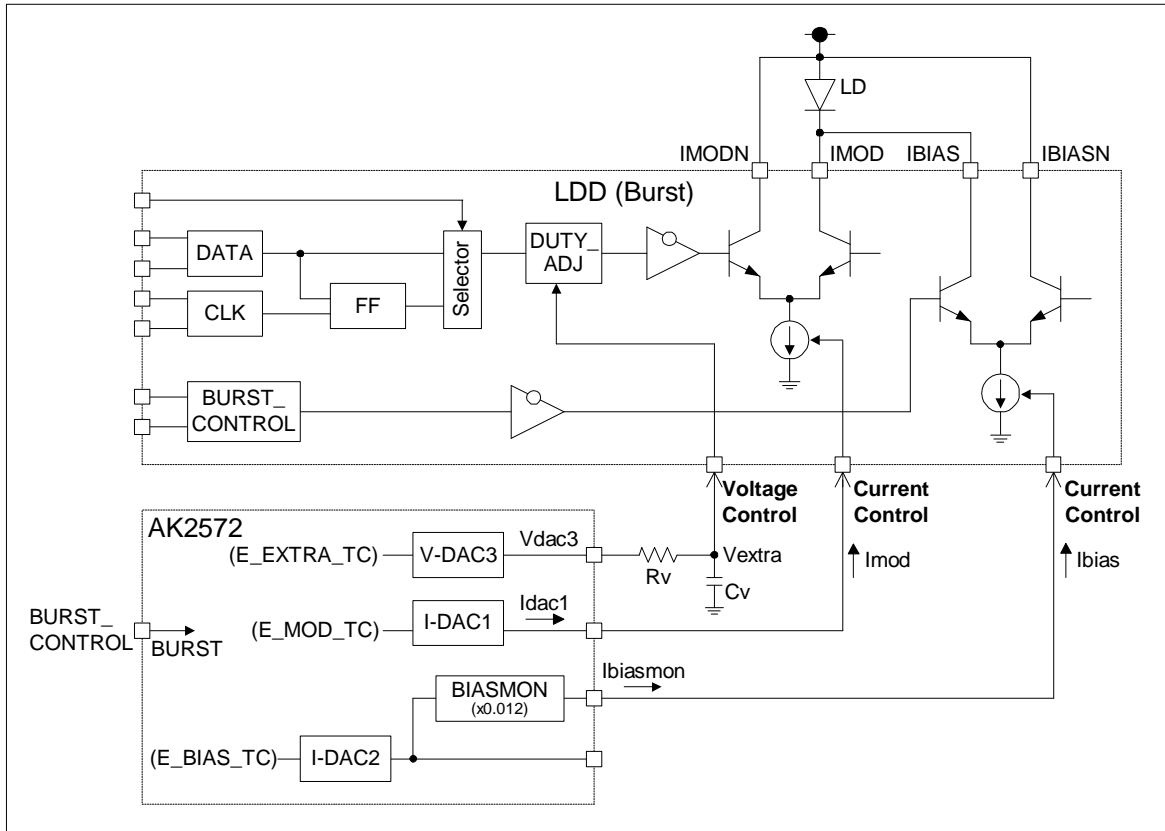 LD
IMODN
IMOD
IBIAS
IBIASN
LDD (Burst)
DATA
CLK
FF
Selector
DUTY_
ADJ
BURST_
CONTROL
Voltage
Control
Current
Control
Current
Control
AK2572
(E_EXTRA_TC)
V-DAC3
Vdac3
Rv
Vextra
Cv
Imod
Ibias
BURST_
CONTROL
BURST
(E_MOD_TC)
I-DAC1
Idac1
BIASMON
(x0.012)
Ibiasmon
(E_BIAS_TC)
I-DAC2